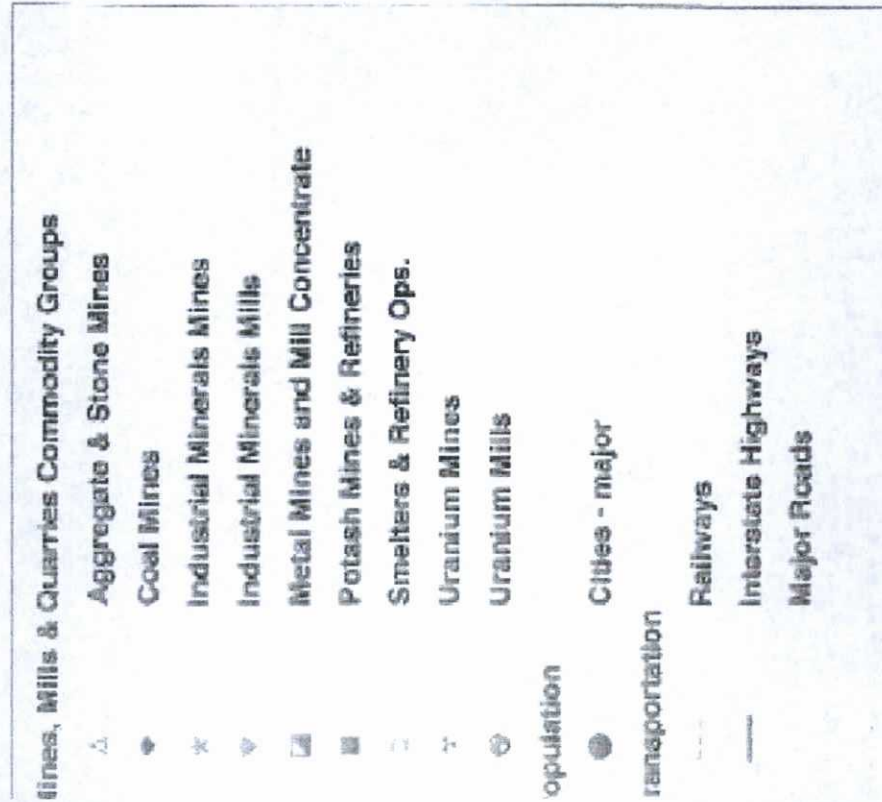 lines, Mills & Quarries Commodity Groups
Aggregate & Stone Mines
Coal Mines
Industrial Minerals Mines
Industrial Minerals Mills
Metal Mines and Mill Concentrate
Potash Mines & Refineries
Smelters & Refinery Ops.
Uranium Mines
Uranium Mills
opulation
Cities - major
ransportation
Railways
Interstate Highways
Major Roads